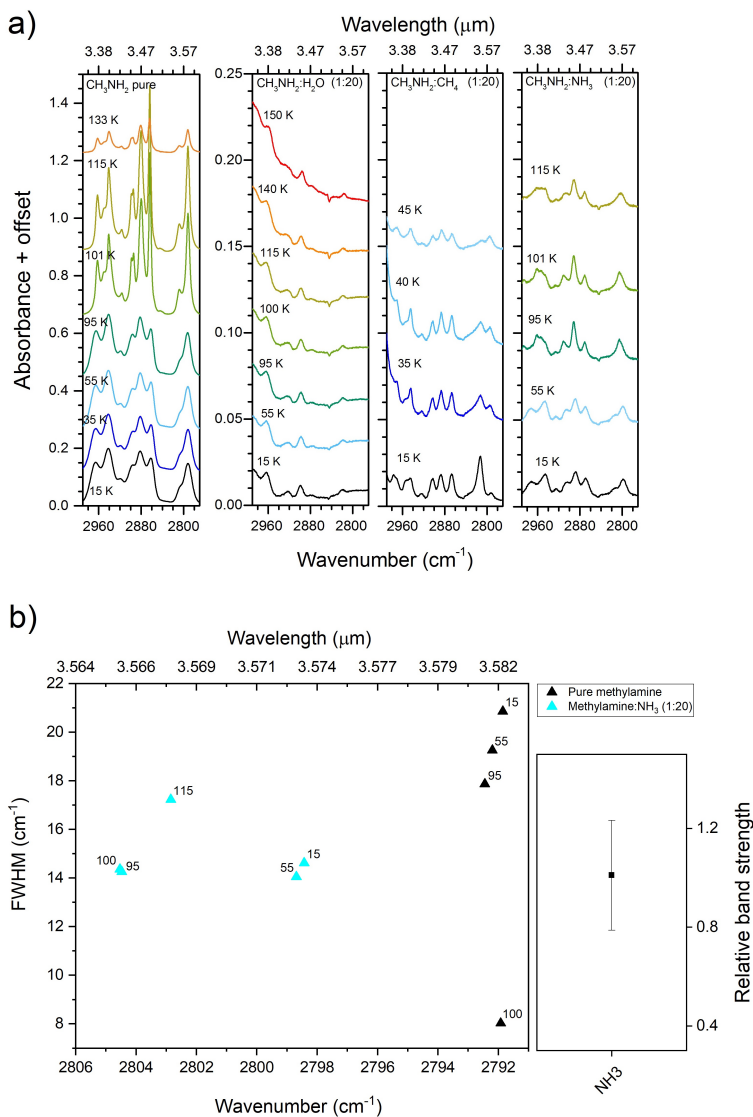 a)
Wavelength (μm)
3.38 3.47 3.57 3.38 3.47 3.57 3.38 3.47 3.57 3.38 3.47 3.57
Absorbance + offset
CH3NH2 pure
133 K
115 K
101 K
95 K
55 K
35 K
15 K
1.4
1.2
1.0
0.8
0.6
0.4
0.2
0.0
2960 2880 2800
CH3NH2:H2O (1:20)
150 K
140 K
115 K
100 K
95 K
55 K
15 K
0.25
0.20
0.15
0.10
0.05
0.00
2960 2880 2800
CH3NH2:CH4 (1:20)
45 K
40 K
35 K
15 K
2960 2880 2800
CH3NH2:NH3 (1:20)
115 K
101 K
95 K
55 K
15 K
2960 2880 2800
Wavenumber (cm-1)
b)
Wavelength (μm)
3.564 3.566 3.569 3.571 3.574 3.577 3.579 3.582
FWHM (cm-1)
22
20
18
16
14
12
10
8
15
55
95
115
100 95
55 15
100
2806 2804 2802 2800 2798 2796 2794 2792
Wavenumber (cm-1)
Pure methylamine
Methylamine:NH3 (1:20)
1.2
0.8
0.4
Relative band strength
NH3